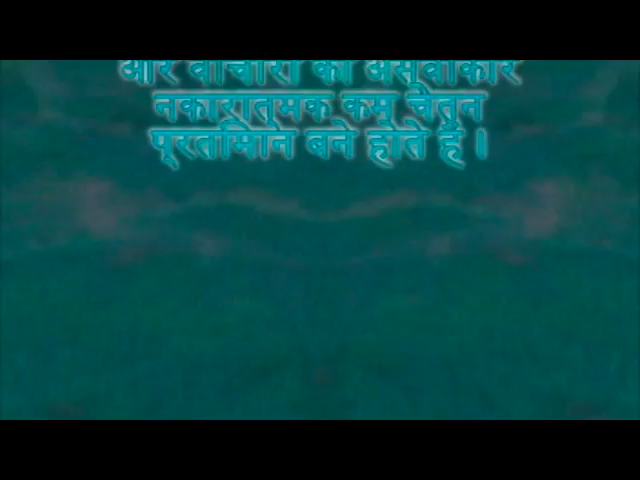 और वीचारों को अस्वीकार
नकारात्मक कम चेतन
प्रतिमान बने होते हैं ।